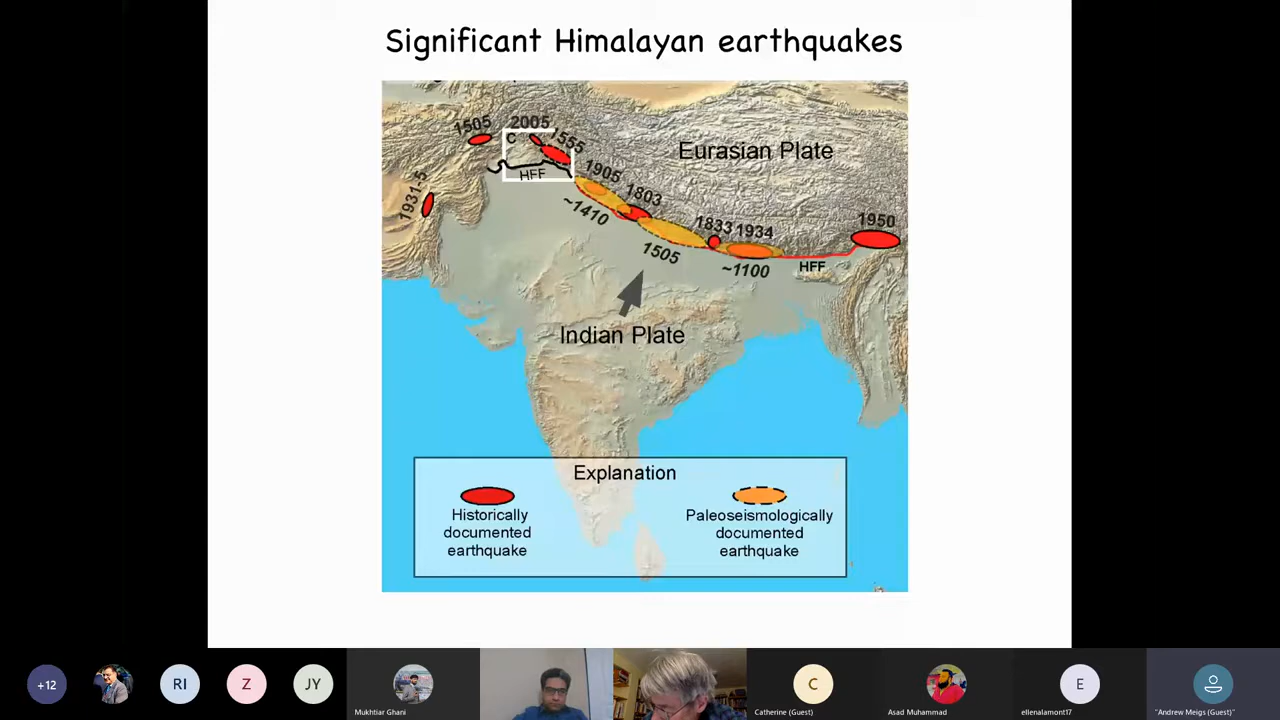 Significant Himalayan earthquakes
1505
2005
C
1555
HFF
1931-5
1905
1803
~1410
1833
1934
1505
~1100
HFF
1950
Eurasian Plate
Indian Plate
Explanation
Historically
documented
earthquake
Paleoseismologically
documented
earthquake
+12
RI
Z
JY
Mukhtiar Ghani
C
Catherine (Guest)
Asad Muhammad
E
ellenalamont17
"Andrew Meigs (Guest)"